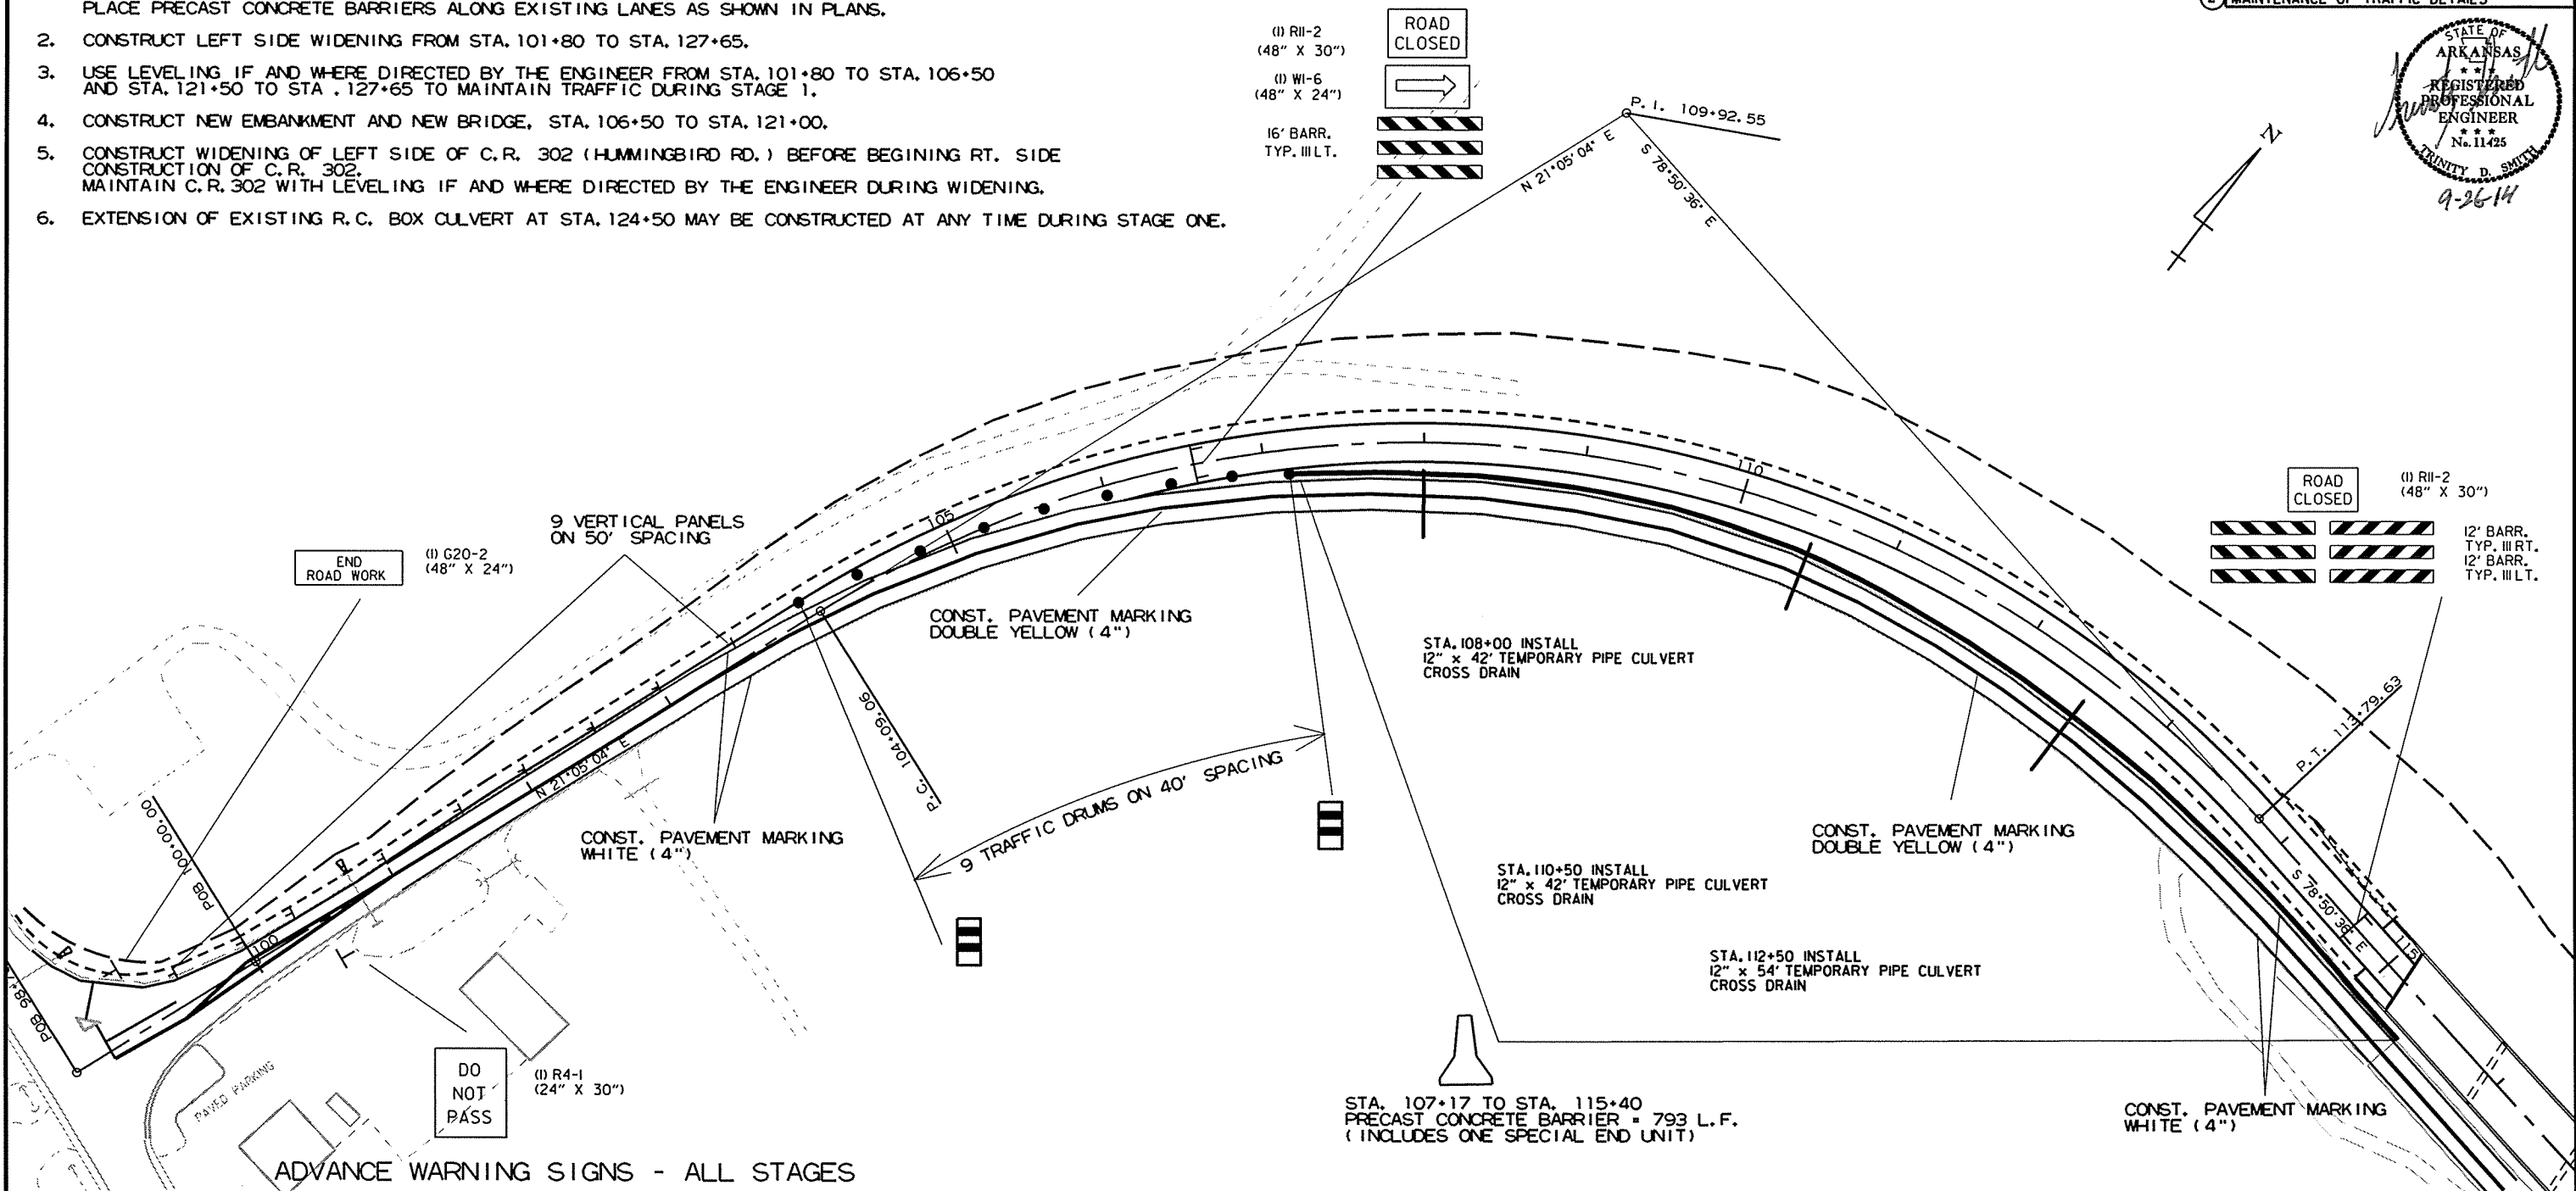 PLACE PRECAST CONCRETE BARRIERS ALONG EXISTING LANES AS SHOWN IN PLANS.
2. CONSTRUCT LEFT SIDE WIDENING FROM STA. 101+80 TO STA. 127+65.
3. USE LEVELING IF AND WHERE DIRECTED BY THE ENGINEER FROM STA. 101+80 TO STA. 106+50
AND STA. 121+50 TO STA . 127+65 TO MAINTAIN TRAFFIC DURING STAGE 1.
4. CONSTRUCT NEW EMBANKMENT AND NEW BRIDGE, STA. 106+50 TO STA. 121+00.
5. CONSTRUCT WIDENING OF LEFT SIDE OF C.R. 302 (HUMMINGBIRD RD.) BEFORE BEGINING RT. SIDE
CONSTRUCTION OF C.R. 302.
MAINTAIN C.R. 302 WITH LEVELING IF AND WHERE DIRECTED BY THE ENGINEER DURING WIDENING.
6. EXTENSION OF EXISTING R.C. BOX CULVERT AT STA. 124+50 MAY BE CONSTRUCTED AT ANY TIME DURING STAGE ONE.
(1) R11-2
(48" X 30")
ROAD
CLOSED
(1) W1-6
(48" X 24")
16' BARR.
TYP. III LT.
P. I. 109+92.55
N 21°05'04" E
S 78°50'36" E
2 MAINTENANCE OF TRAFFIC DETAILS
STATE OF
ARKANSAS
★ ★ ★
REGISTERED
PROFESSIONAL
ENGINEER
★ ★ ★
No. 11425
TRINITY D. SMITH
9-26-14
N
ROAD
CLOSED
(1) R11-2
(48" X 30")
12' BARR.
TYP. III RT.
12' BARR.
TYP. III LT.
9 VERTICAL PANELS
ON 50' SPACING
END
ROAD WORK
(1) G20-2
(48" X 24")
105
110
CONST. PAVEMENT MARKING
DOUBLE YELLOW (4")
STA. 108+00 INSTALL
12" x 42' TEMPORARY PIPE CULVERT
CROSS DRAIN
P.C. 104+09.06
P.T. 113+79.63
N 21°05'04" E
9 TRAFFIC DRUMS ON 40' SPACING
CONST. PAVEMENT MARKING
WHITE (4")
CONST. PAVEMENT MARKING
DOUBLE YELLOW (4")
STA. 110+50 INSTALL
12" x 42' TEMPORARY PIPE CULVERT
CROSS DRAIN
S 78°50'36" E
115
POB 100+00.00
100
POB 98+
STA. 112+50 INSTALL
12" x 54' TEMPORARY PIPE CULVERT
CROSS DRAIN
PAVED PARKING
DO
NOT
PASS
(1) R4-1
(24" X 30")
STA. 107+17 TO STA. 115+40
PRECAST CONCRETE BARRIER = 793 L.F.
(INCLUDES ONE SPECIAL END UNIT)
CONST. PAVEMENT MARKING
WHITE (4")
ADVANCE WARNING SIGNS - ALL STAGES